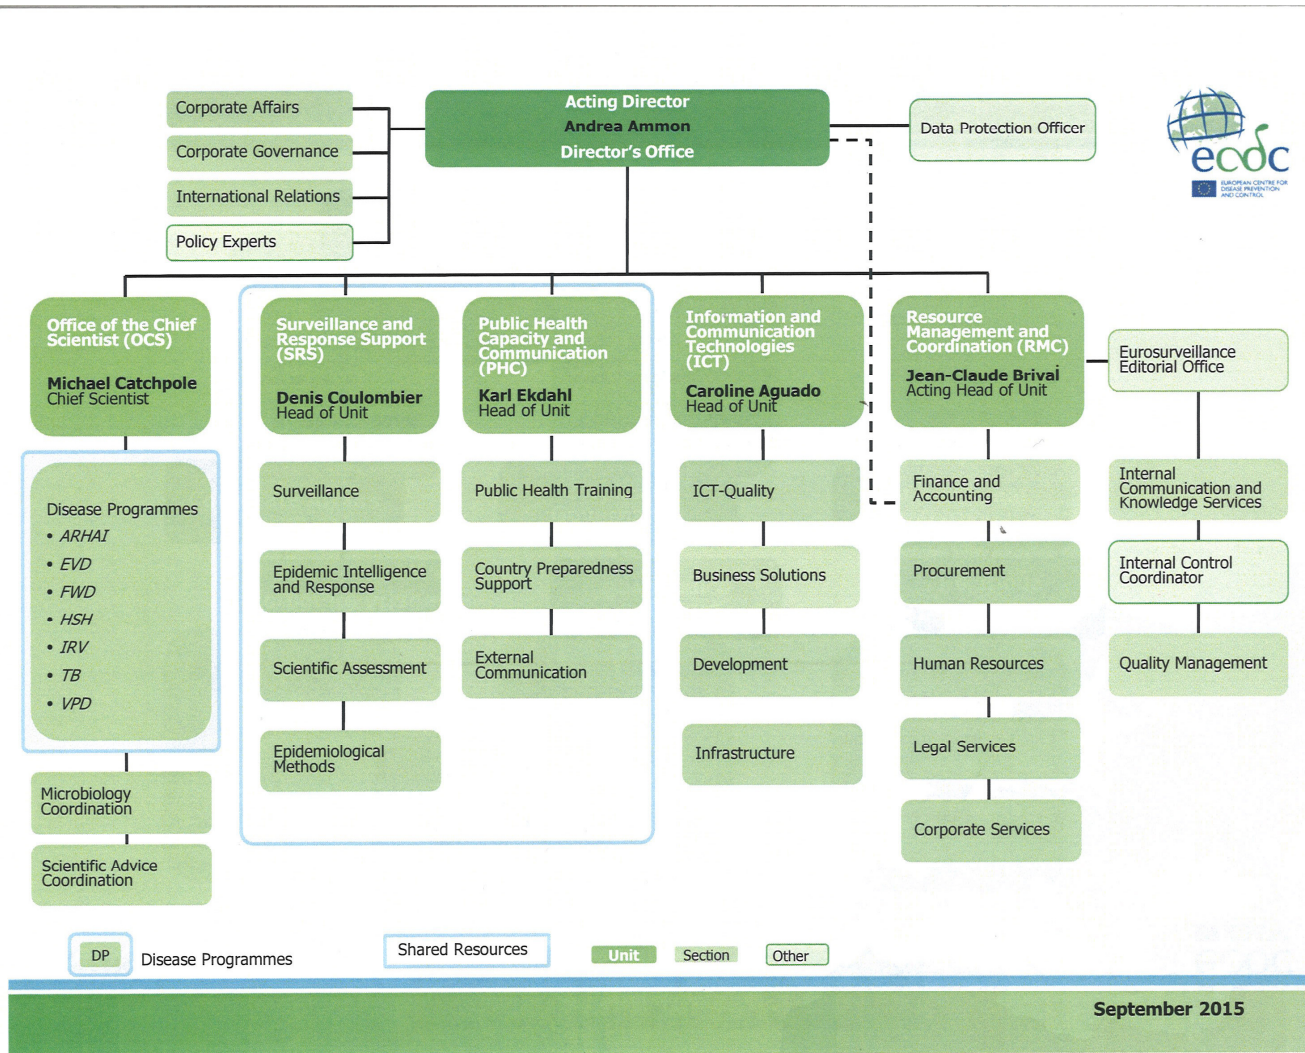 Corporate Affairs
Corporate Governance
International Relations
Policy Experts
Acting Director
Andrea Ammon
Director's Office
Data Protection Officer
ecdc
EUROPEAN CENTRE FOR
DISEASE PREVENTION
AND CONTROL
Office of the Chief
Scientist (OCS)
Michael Catchpole
Chief Scientist
Surveillance and
Response Support
(SRS)
Denis Coulombier
Head of Unit
Public Health
Capacity and
Communication
(PHC)
Karl Ekdahl
Head of Unit
Information and
Communication
Technologies
(ICT)
Caroline Aguado
Head of Unit
Resource
Management and
Coordination (RMC)
Jean-Claude Brival
Acting Head of Unit
Eurosurveillance
Editorial Office
Disease Programmes
• ARHAI
• EVD
• FWD
• HSH
• IRV
• TB
• VPD
Microbiology
Coordination
Scientific Advice
Coordination
Surveillance
Epidemic Intelligence
and Response
Scientific Assessment
Epidemiological
Methods
Public Health Training
Country Preparedness
Support
External
Communication
ICT-Quality
Business Solutions
Development
Infrastructure
Finance and
Accounting
Procurement
Human Resources
Legal Services
Corporate Services
Internal
Communication and
Knowledge Services
Internal Control
Coordinator
Quality Management
DP
Disease Programmes
Shared Resources
Unit
Section
Other
September 2015